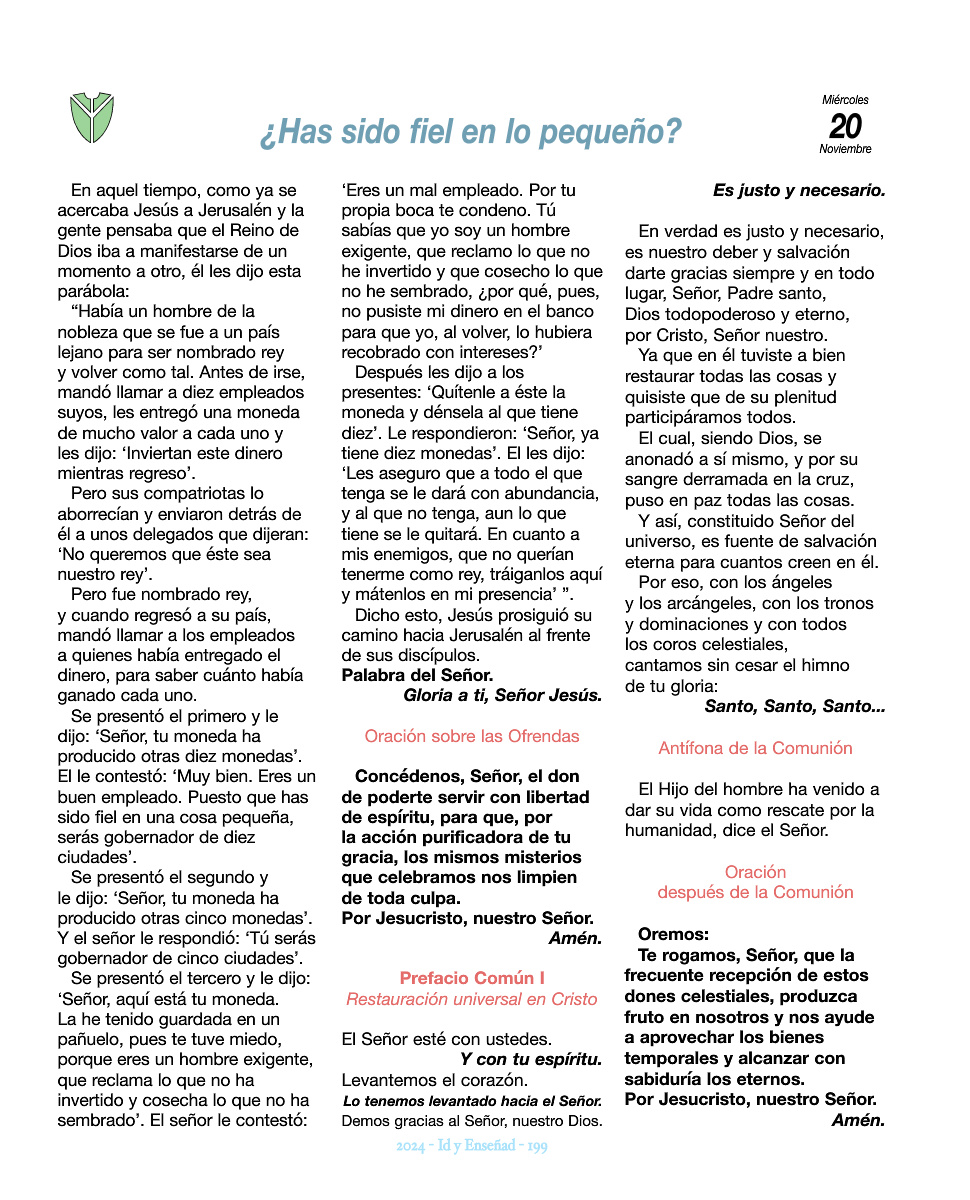 ¿Has sido fiel en lo pequeño?
Miércoles
20
Noviembre
En aquel tiempo, como ya se
acercaba Jesús a Jerusalén y la
gente pensaba que el Reino de
Dios iba a manifestarse de un
momento a otro, él les dijo esta
parábola:
“Había un hombre de la
nobleza que se fue a un país
lejano para ser nombrado rey
y volver como tal. Antes de irse,
mandó llamar a diez empleados
suyos, les entregó una moneda
de mucho valor a cada uno y
les dijo: ‘Inviertan este dinero
mientras regreso’.
Pero sus compatriotas lo
aborrecían y enviaron detrás de
él a unos delegados que dijeran:
‘No queremos que éste sea
nuestro rey’.
Pero fue nombrado rey,
y cuando regresó a su país,
mandó llamar a los empleados
a quienes había entregado el
dinero, para saber cuánto había
ganado cada uno.
Se presentó el primero y le
dijo: ‘Señor, tu moneda ha
producido otras diez monedas’.
El le contestó: ‘Muy bien. Eres un
buen empleado. Puesto que has
sido fiel en una cosa pequeña,
serás gobernador de diez
ciudades’.
Se presentó el segundo y
le dijo: ‘Señor, tu moneda ha
producido otras cinco monedas’.
Y el señor le respondió: ‘Tú serás
gobernador de cinco ciudades’.
Se presentó el tercero y le dijo:
‘Señor, aquí está tu moneda.
La he tenido guardada en un
pañuelo, pues te tuve miedo,
porque eres un hombre exigente,
que reclama lo que no ha
invertido y cosecha lo que no ha
sembrado’. El señor le contestó:
‘Eres un mal empleado. Por tu
propia boca te condeno. Tú
sabías que yo soy un hombre
exigente, que reclamo lo que no
he invertido y que cosecho lo que
no he sembrado, ¿por qué, pues,
no pusiste mi dinero en el banco
para que yo, al volver, lo hubiera
recobrado con intereses?’
Después les dijo a los
presentes: ‘Quítenle a éste la
moneda y dénsela al que tiene
diez’. Le respondieron: ‘Señor, ya
tiene diez monedas’. El les dijo:
‘Les aseguro que a todo el que
tenga se le dará con abundancia,
y al que no tenga, aun lo que
tiene se le quitará. En cuanto a
mis enemigos, que no querían
tenerme como rey, tráiganlos aquí
y mátenlos en mi presencia’ ”.
Dicho esto, Jesús prosiguió su
camino hacia Jerusalén al frente
de sus discípulos.
Palabra del Señor.
Gloria a ti, Señor Jesús.
Oración sobre las Ofrendas
Concédenos, Señor, el don
de poderte servir con libertad
de espíritu, para que, por
la acción purificadora de tu
gracia, los mismos misterios
que celebramos nos limpien
de toda culpa.
Por Jesucristo, nuestro Señor.
Amén.
Prefacio Común I
Restauración universal en Cristo
El Señor esté con ustedes.
Y con tu espíritu.
Levantemos el corazón.
Lo tenemos levantado hacia el Señor.
Demos gracias al Señor, nuestro Dios.
Es justo y necesario.
En verdad es justo y necesario,
es nuestro deber y salvación
darte gracias siempre y en todo
lugar, Señor, Padre santo,
Dios todopoderoso y eterno,
por Cristo, Señor nuestro.
Ya que en él tuviste a bien
restaurar todas las cosas y
quisiste que de su plenitud
participáramos todos.
El cual, siendo Dios, se
anonadó a sí mismo, y por su
sangre derramada en la cruz,
puso en paz todas las cosas.
Y así, constituido Señor del
universo, es fuente de salvación
eterna para cuantos creen en él.
Por eso, con los ángeles
y los arcángeles, con los tronos
y dominaciones y con todos
los coros celestiales,
cantamos sin cesar el himno
de tu gloria:
Santo, Santo, Santo...
Antífona de la Comunión
El Hijo del hombre ha venido a
dar su vida como rescate por la
humanidad, dice el Señor.
Oración
después de la Comunión
Oremos:
Te rogamos, Señor, que la
frecuente recepción de estos
dones celestiales, produzca
fruto en nosotros y nos ayude
a aprovechar los bienes
temporales y alcanzar con
sabiduría los eternos.
Por Jesucristo, nuestro Señor.
Amén.
2024 - Id y Enseñad - 199